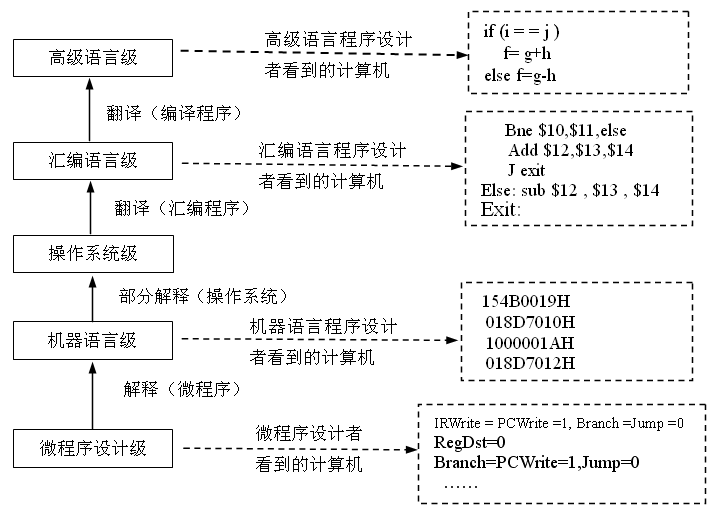 高级语言级
高级语言程序设计
者看到的计算机
if (i = = j )
f= g+h
else f=g-h
翻译（编译程序）
汇编语言级
汇编语言程序设计
者看到的计算机
Bne $10,$11,else
Add $12,$13,$14
J exit
Else: sub $12 , $13 , $14
Exit:
翻译（汇编程序）
操作系统级
部分解释（操作系统）
机器语言级
机器语言程序设计
者看到的计算机
154B0019H
018D7010H
1000001AH
018D7012H
解释（微程序）
微程序设计级
微程序设计者
看到的计算机
IRWrite = PCWrite =1, Branch =Jump =0
RegDst=0
Branch=PCWrite=1,Jump=0
……